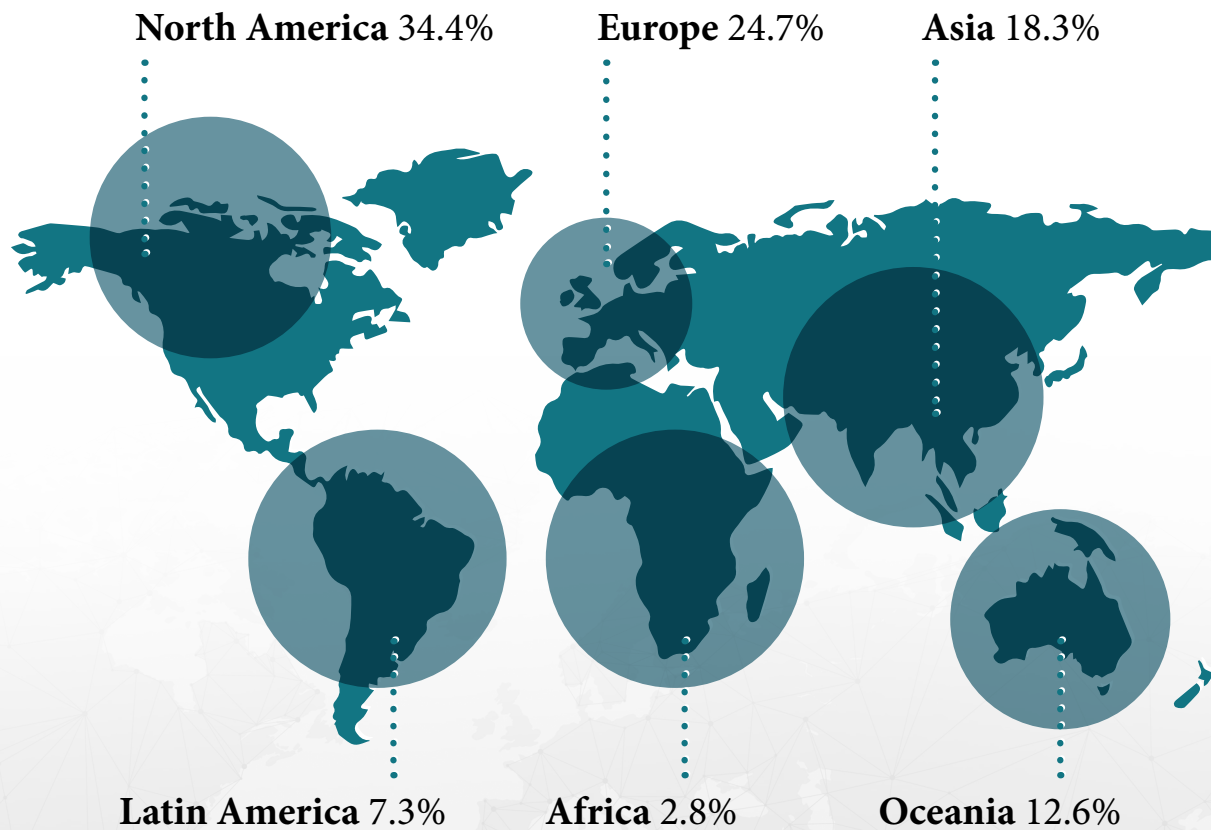 North America 34.4%
Europe 24.7%
Asia 18.3%
Latin America 7.3%
Africa 2.8%
Oceania 12.6%